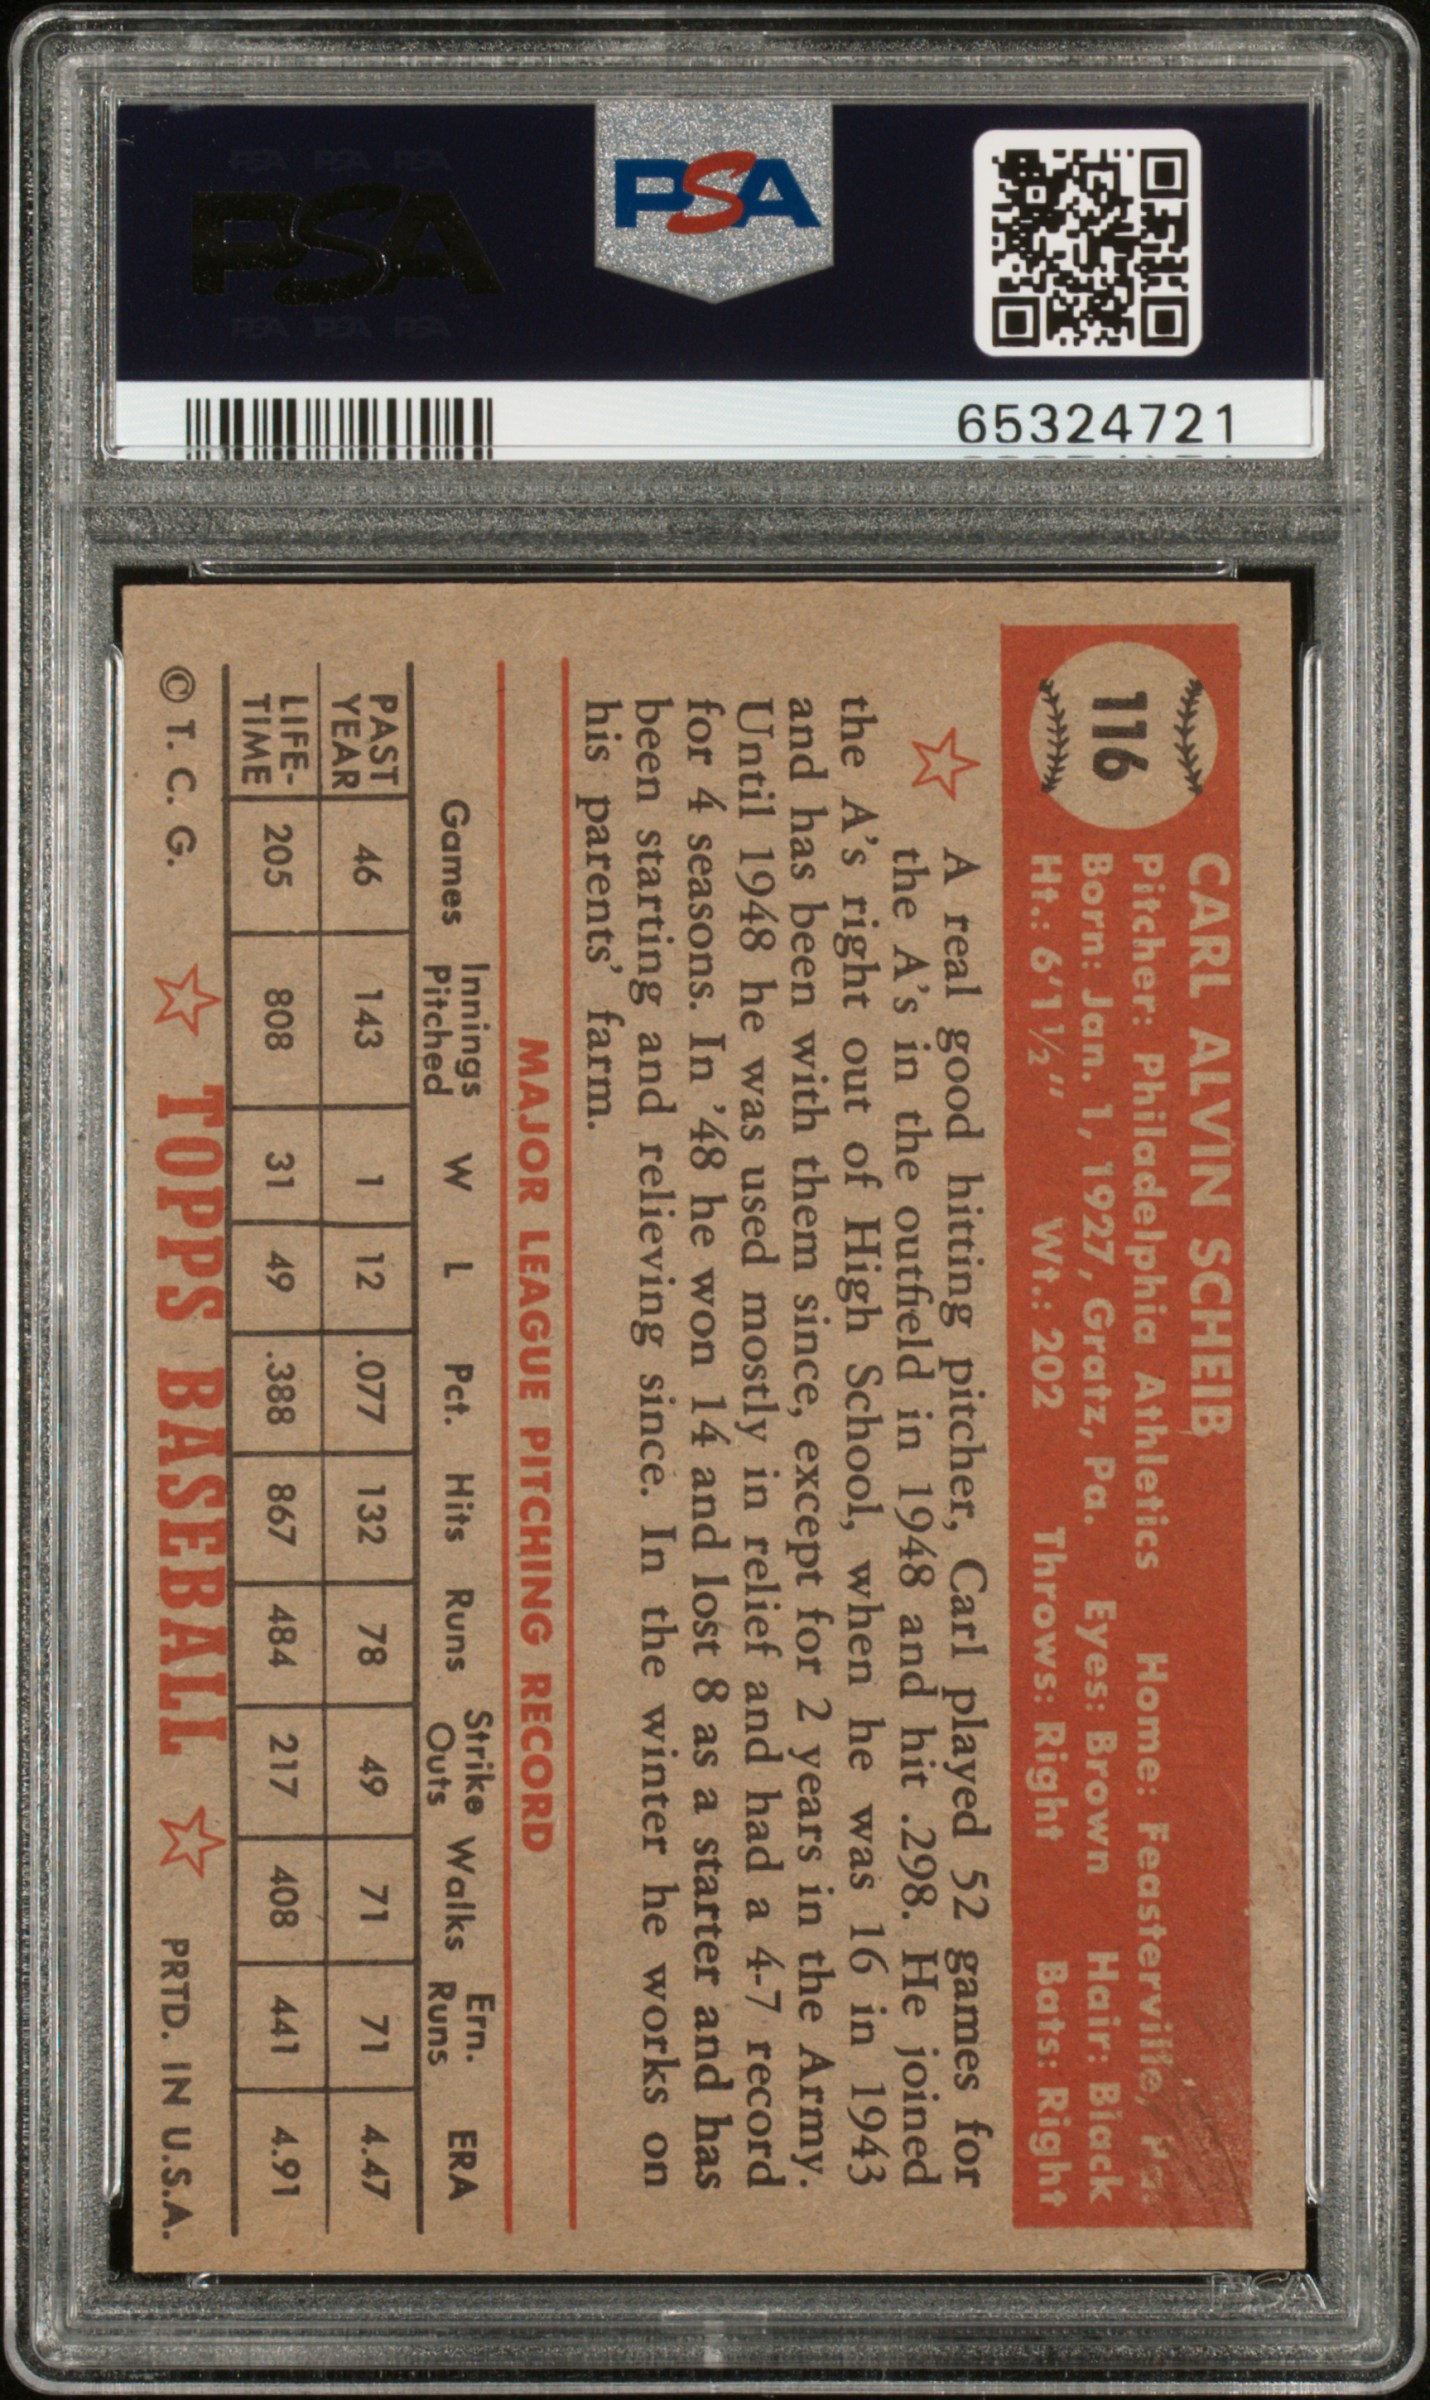 PSA PSA PSA
PSA
PSA PSA PSA
PSA
65324721
116
CARL ALVIN SCHEIB
Pitcher: Philadelphia Athletics Home: Feasterville, Pa.
Born: Jan. 1, 1927, Gratz, Pa. Eyes: Brown Hair: Black
Ht.: 6'1½" Wt.: 202 Throws: Right Bats: Right
A real good hitting pitcher, Carl played 52 games for
the A's in the outfield in 1948 and hit .298. He joined
the A's right out of High School, when he was 16 in 1943
and has been with them since, except for 2 years in the Army.
Until 1948 he was used mostly in relief and had a 4-7 record
for 4 seasons. In '48 he won 14 and lost 8 as a starter and has
been starting and relieving since. In the winter he works on
his parents' farm.
MAJOR LEAGUE PITCHING RECORD
Games Innings Pitched W L Pct. Hits Runs Strike Outs Walks Ern. Runs ERA
PAST YEAR 46 143 1 12 .077 132 78 49 71 71 4.47
LIFE-TIME 205 808 31 49 .388 867 484 217 408 441 4.91
© T. C. G. TOPPS BASEBALL PRTD. IN U.S.A.
PSA